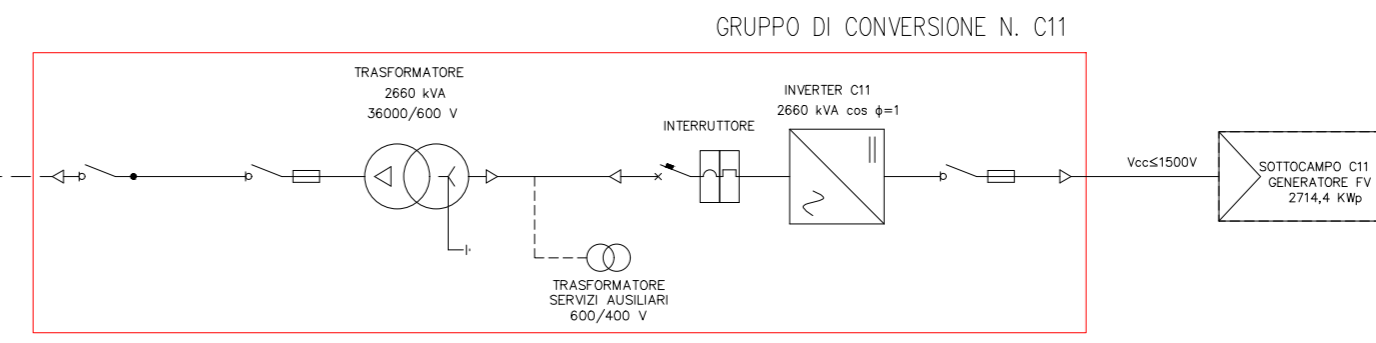 GRUPPO DI CONVERSIONE N. C11
TRASFORMATORE
2660 kVA
36000/600 V
INTERRUTTORE
INVERTER C11
2660 kVA cos ϕ=1
Vcc≤1500V
SOTTOCAMPO C11
GENERATORE FV
2714,4 KWp
TRASFORMATORE
SERVIZI AUSILIARI
600/400 V